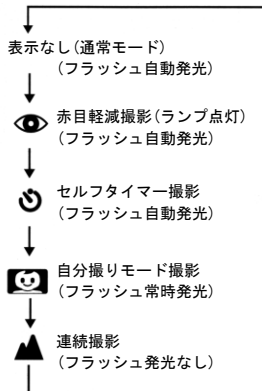 表示なし(通常モード)
(フラッシュ自動発光)
赤目軽減撮影(ランプ点灯)
(フラッシュ自動発光)
セルフタイマー撮影
(フラッシュ自動発光)
自分撮りモード撮影
(フラッシュ常時発光)
連続撮影
(フラッシュ発光なし)